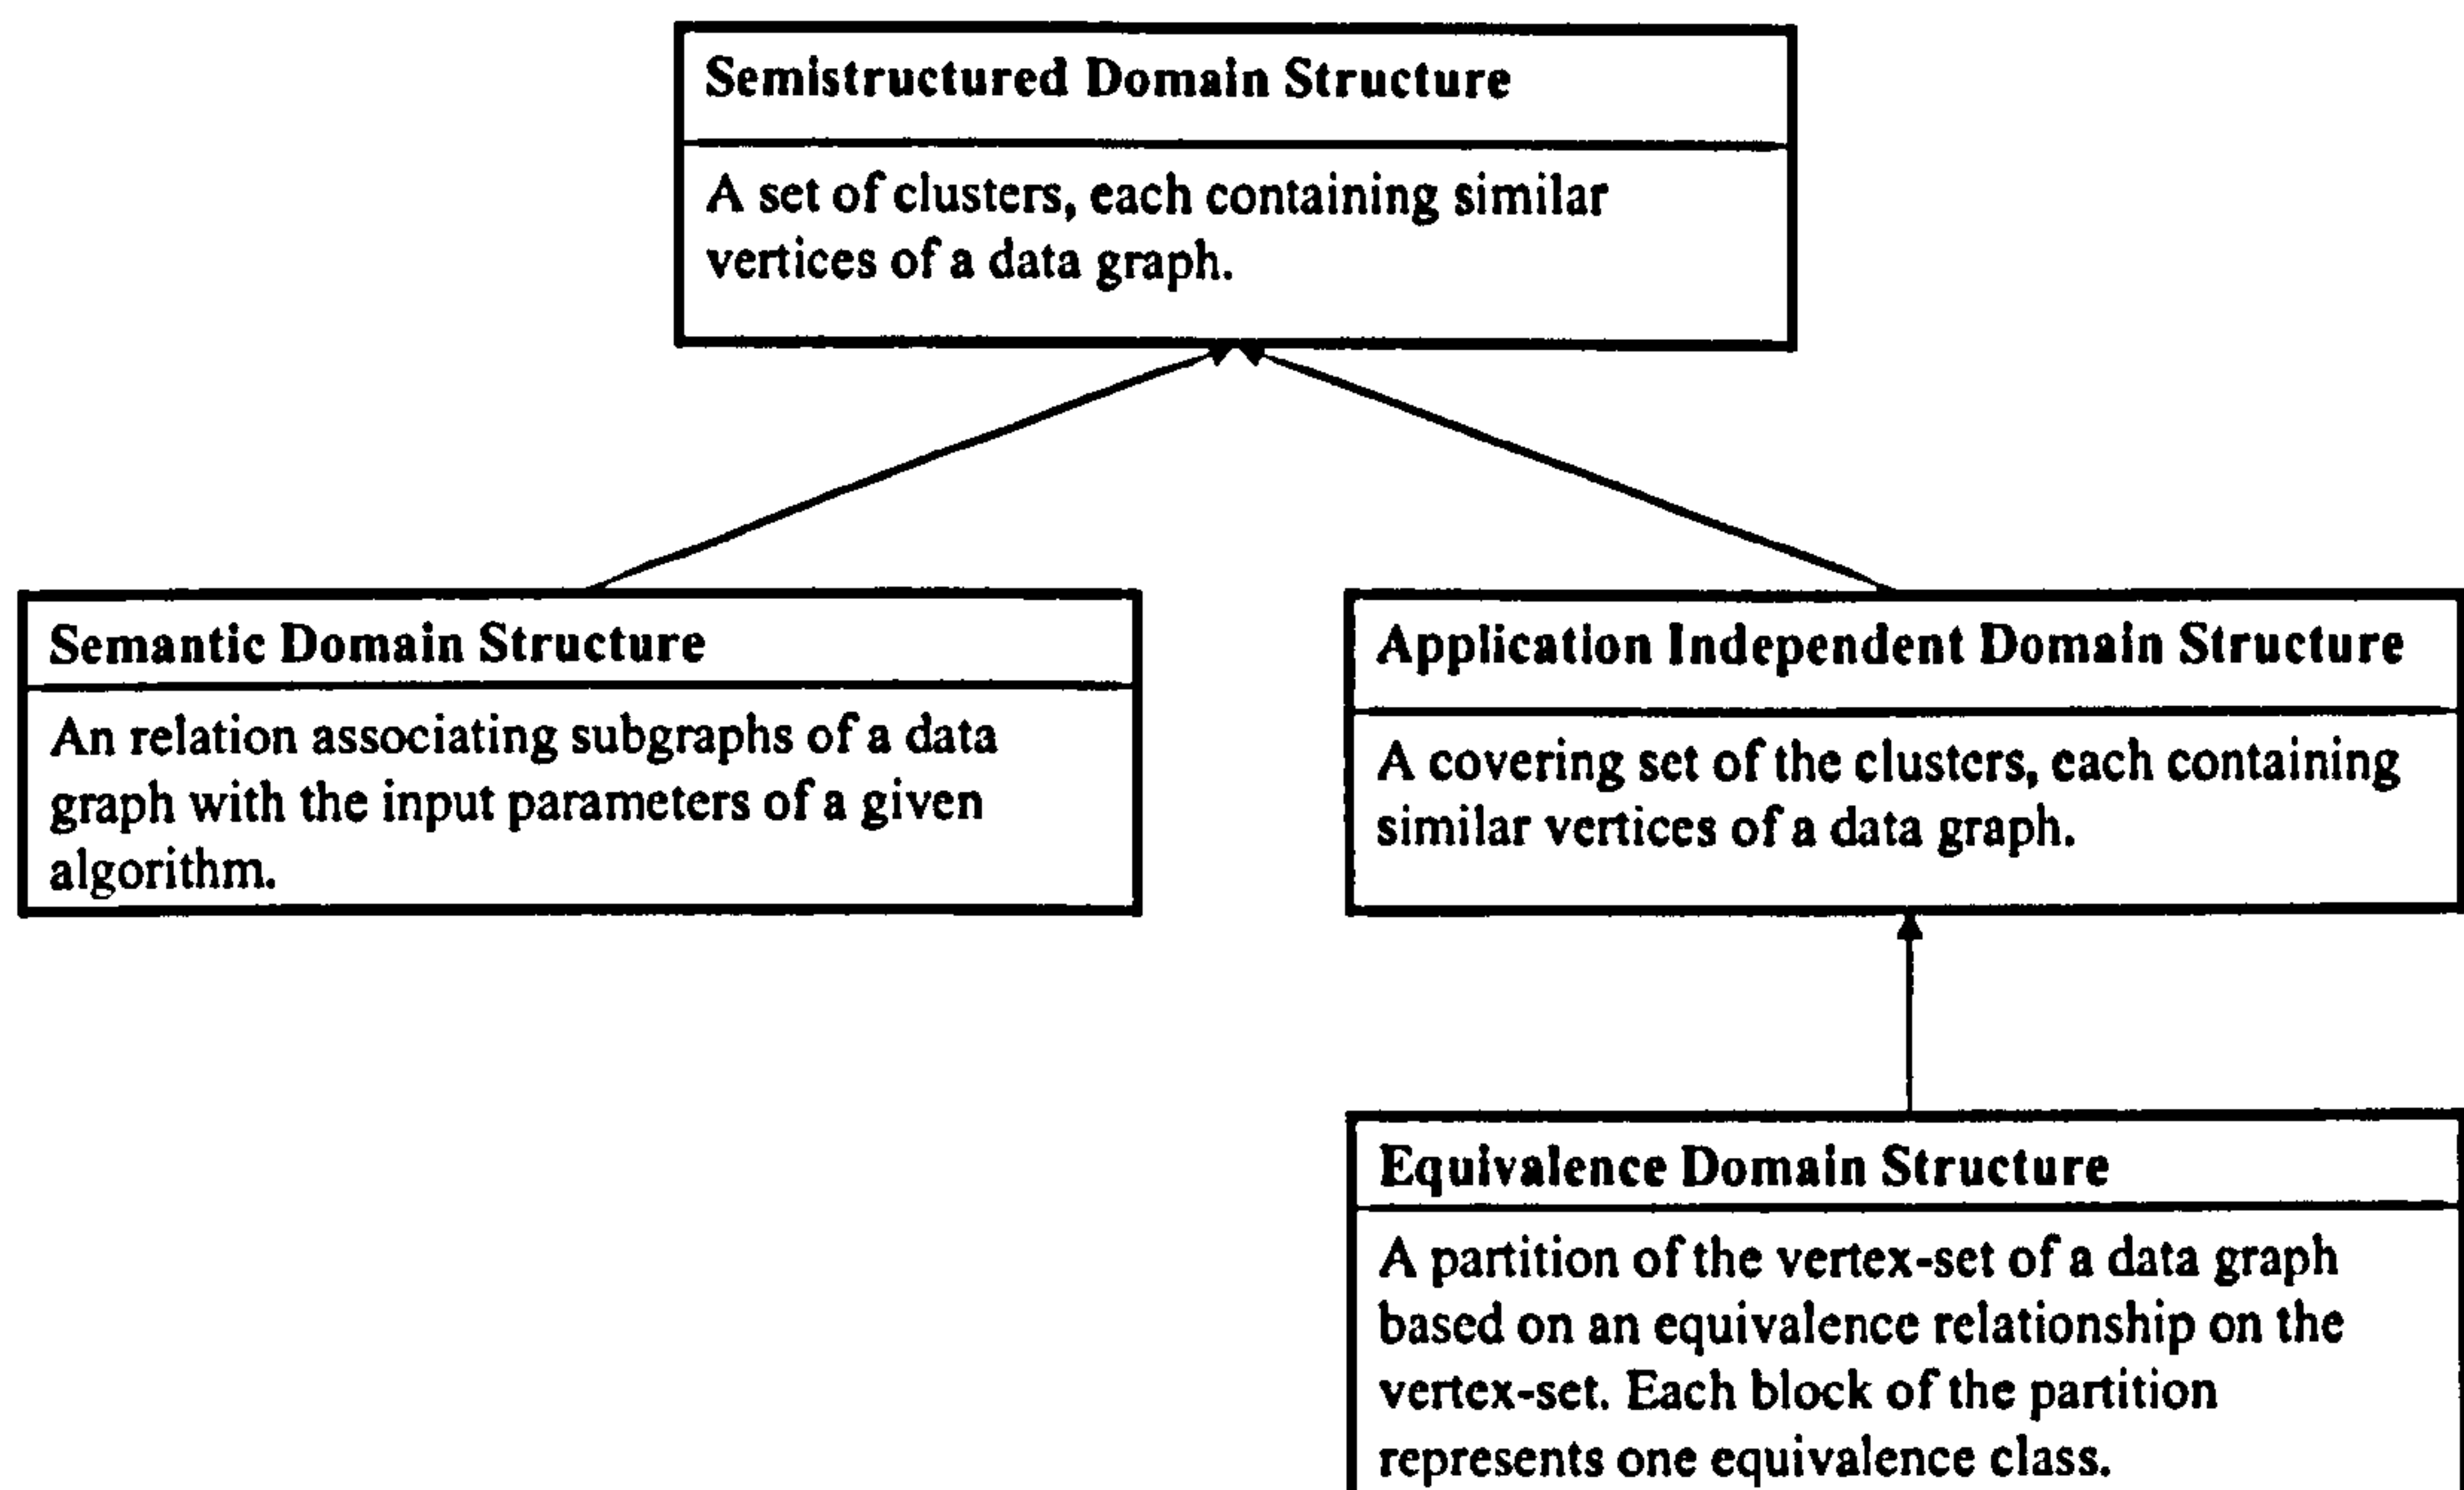 Semistructured Domain Structure
A set of clusters, each containing similar
vertices of a data graph.
Semantic Domain Structure
An relation associating subgraphs of a data
graph with the input parameters of a given
algorithm.
Application Independent Domain Structure
A covering set of the clusters, each containing
similar vertices of a data graph.
Equivalence Domain Structure
A partition of the vertex-set of a data graph
based on an equivalence relationship on the
vertex-set. Each block of the partition
represents one equivalence class.